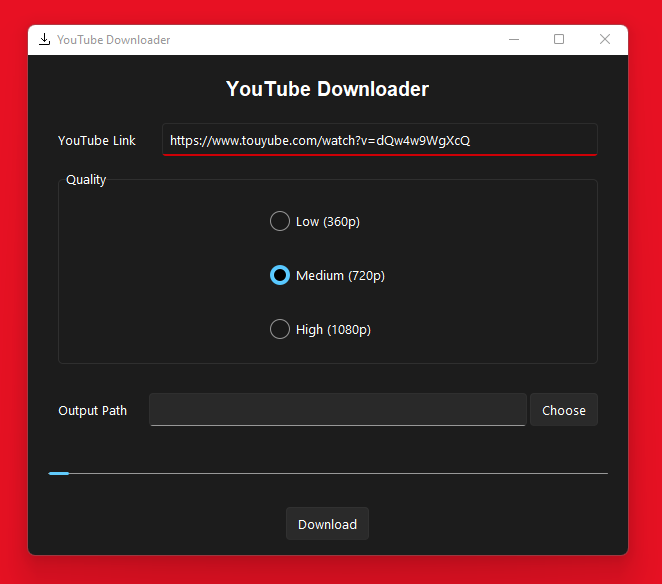 YouTube Downloader
YouTube Downloader
YouTube Link
https://www.touyube.com/watch?v=dQw4w9WgXcQ
Quality
Low (360p)
Medium (720p)
High (1080p)
Output Path
Choose
Download